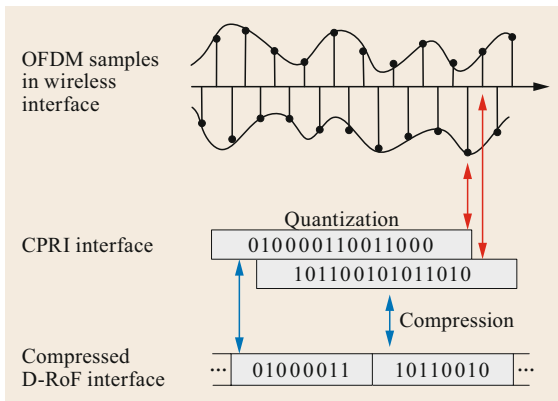 OFDM samples
in wireless
interface
Quantization
CPRI interface
010000110011000
101100101011010
Compression
Compressed
D-RoF interface
··· 01000011 10110010 ···